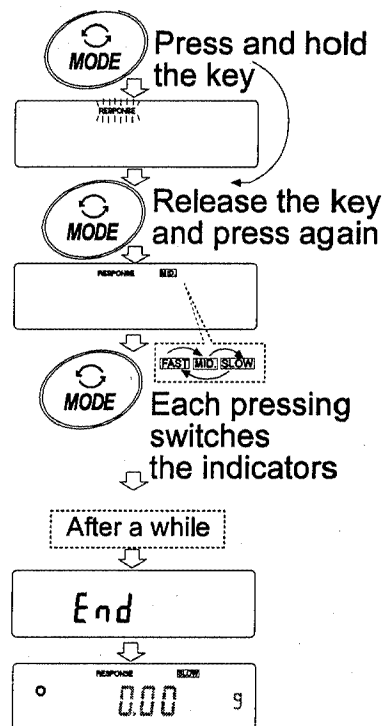 MODE
Press and hold
the key
RESPONSE
MODE
Release the key
and press again
RESPONSE MID.
FAST MID. SLOW
MODE
Each pressing
switches
the indicators
After a while
End
RESPONSE SLOW
0.00 g